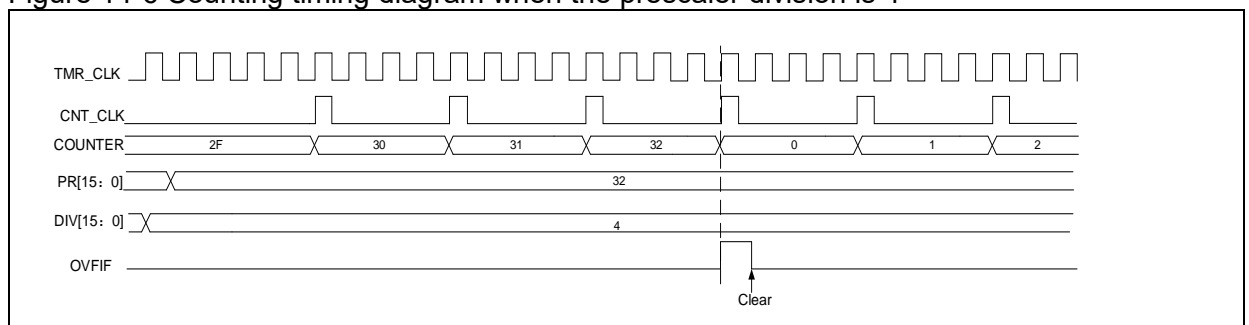 Figure 14-6 Counting timing diagram when the prescaler division is 4
TMR_CLK
CNT_CLK
COUNTER 2F 30 31 32 0 1 2
PR[15：0] 32
DIV[15：0] 4
OVFIF
Clear